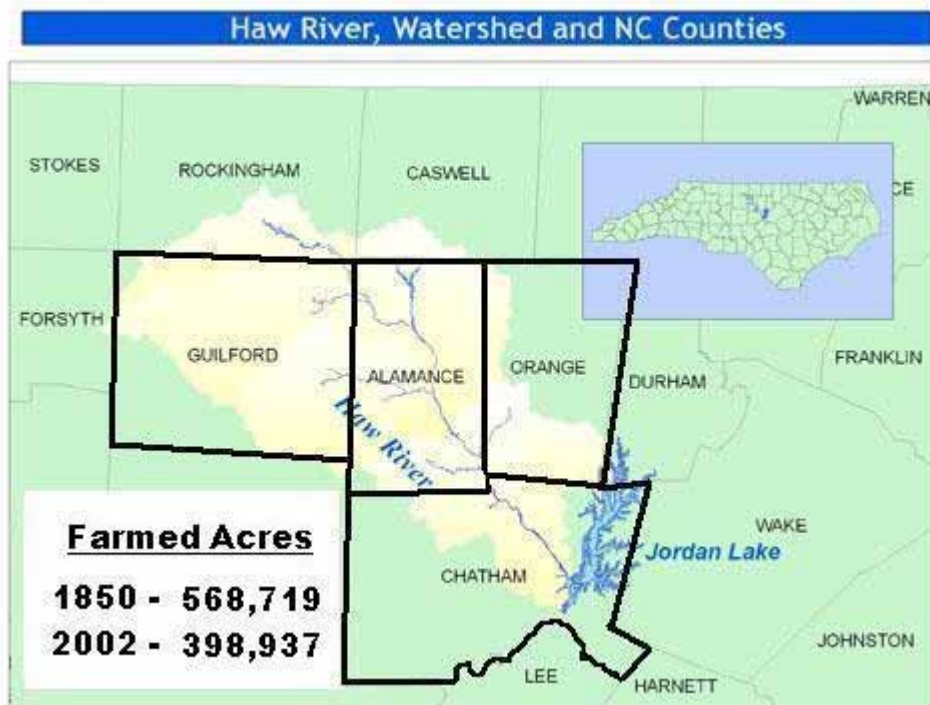 Haw River, Watershed and NC Counties
WARREN
STOKES
ROCKINGHAM
CASWELL
CE
FORSYTH
GUILFORD
ALAMANCE
ORANGE
DURHAM
FRANKLIN
Haw River
Farmed Acres
1850 - 568,719
2002 - 398,937
CHATHAM
Jordan Lake
WAKE
LEE
HARNETT
JOHNSTON